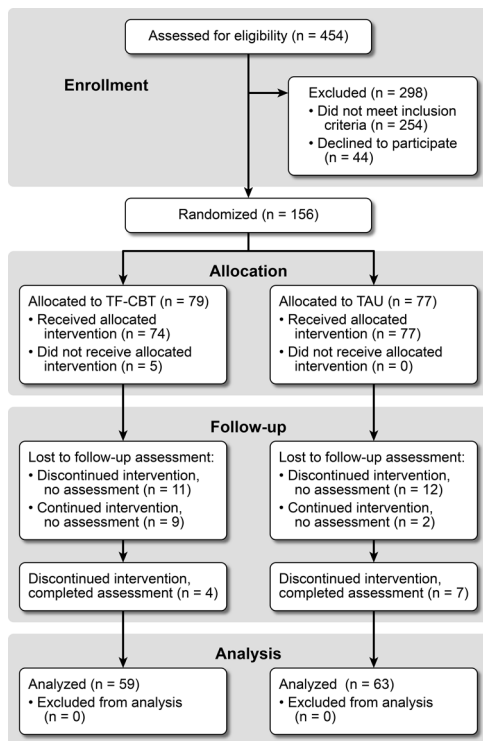 Assessed for eligibility (n = 454)
Enrollment
Excluded (n = 298)
• Did not meet inclusion
criteria (n = 254)
• Declined to participate
(n = 44)
Randomized (n = 156)
Allocation
Allocated to TF-CBT (n = 79)
• Received allocated
intervention (n = 74)
• Did not receive allocated
intervention (n = 5)
Allocated to TAU (n = 77)
• Received allocated
intervention (n = 77)
• Did not receive allocated
intervention (n = 0)
Follow-up
Lost to follow-up assessment:
• Discontinued intervention,
no assessment (n = 11)
• Continued intervention,
no assessment (n = 9)
Lost to follow-up assessment:
• Discontinued intervention,
no assessment (n = 12)
• Continued intervention,
no assessment (n = 2)
Discontinued intervention,
completed assessment (n = 4)
Discontinued intervention,
completed assessment (n = 7)
Analysis
Analyzed (n = 59)
• Excluded from analysis
(n = 0)
Analyzed (n = 63)
• Excluded from analysis
(n = 0)